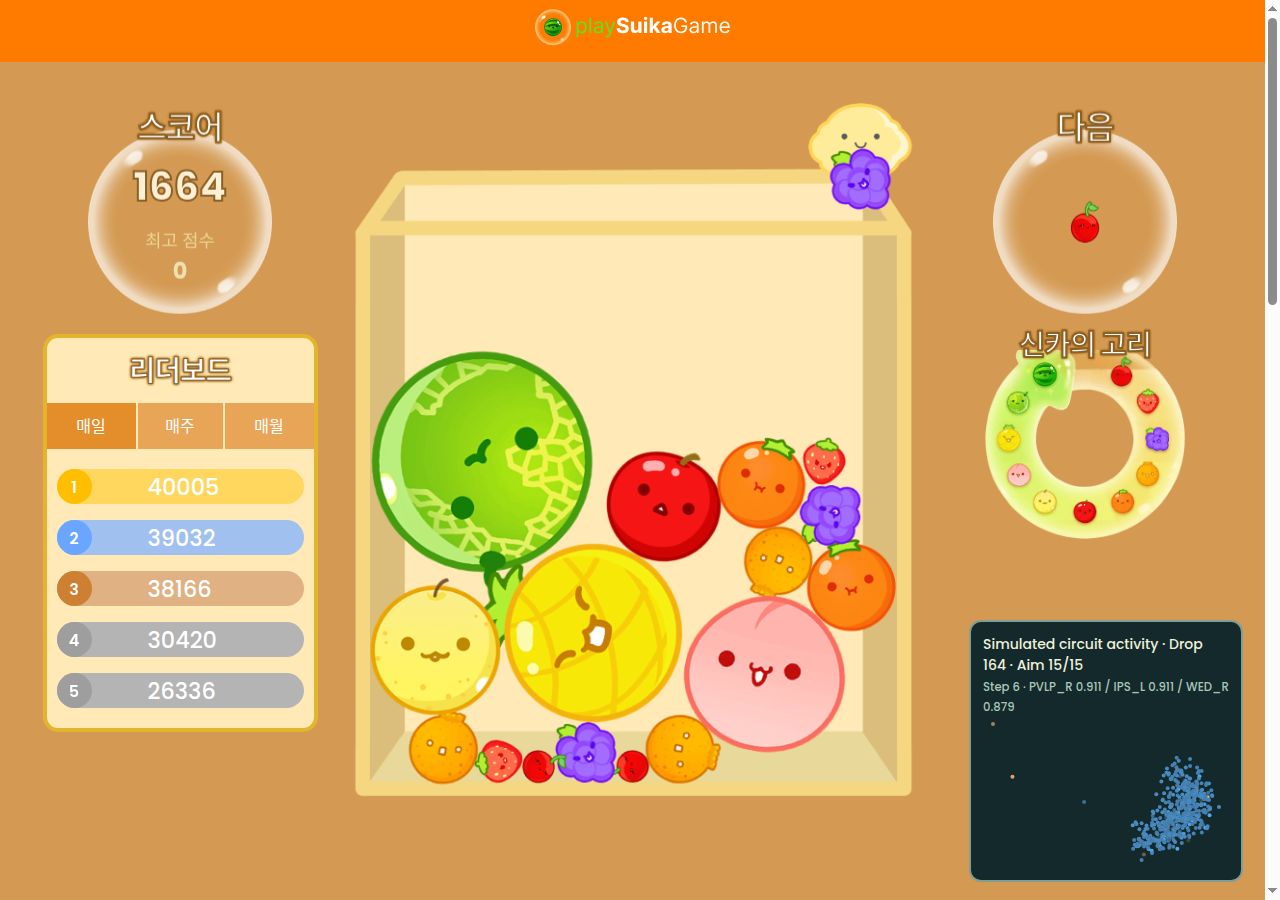 playSuikaGame
스코어
1664
최고 점수
0
다음
리더보드
매일 매주 매월
1 40005
2 39032
3 38166
4 30420
5 26336
신카의 고리
Simulated circuit activity · Drop
164 · Aim 15/15
Step 6 · PVLP_R 0.911 / IPS_L 0.911 / WED_R
0.879